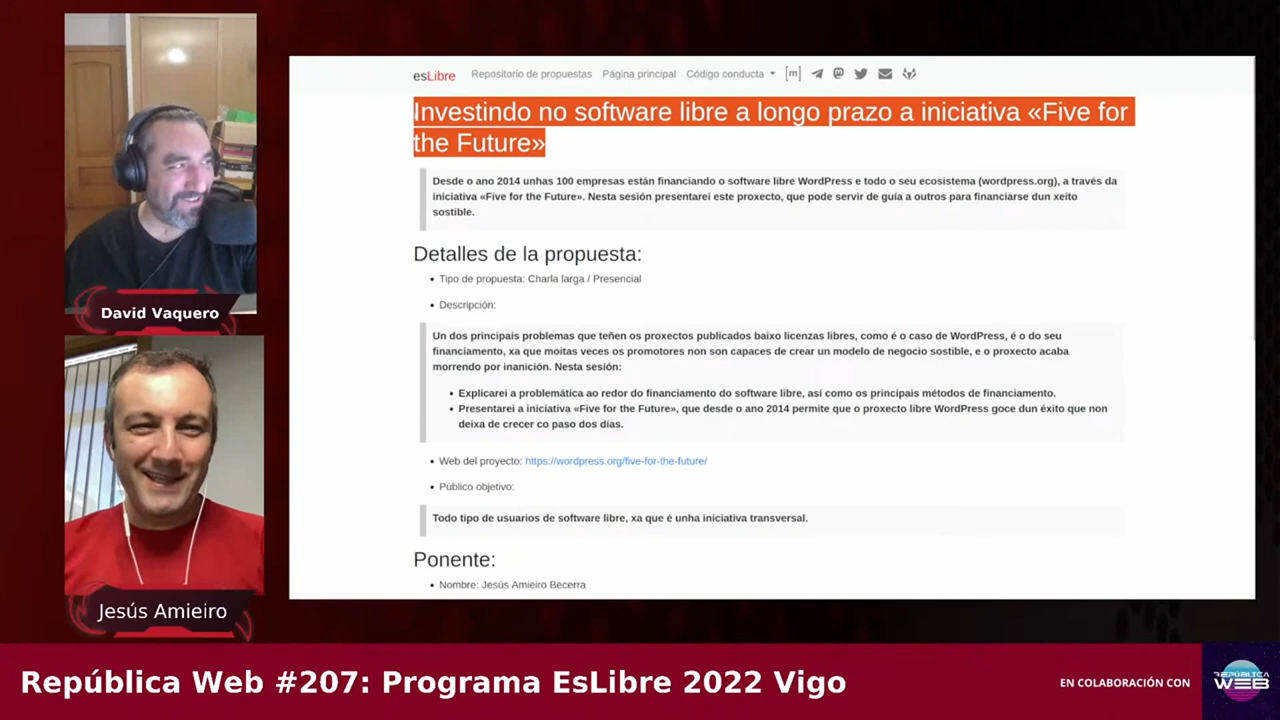 David Vaquero
Jesús Amieiro
esLibre Repositorio de propuestas Página principal Código conducta [m]
Investindo no software libre a longo prazo a iniciativa «Five for
the Future»
Desde o ano 2014 unhas 100 empresas están financiando o software libre WordPress e todo o seu ecosistema (wordpress.org), a través da
iniciativa «Five for the Future». Nesta sesión presentarei este proxecto, que pode servir de guía a outros para financiarse dun xeito
sostible.
Detalles de la propuesta:
• Tipo de propuesta: Charla larga / Presencial
• Descripción:
Un dos principais problemas que teñen os proxectos publicados baixo licenzas libres, como é o caso de WordPress, é o do seu
financiamento, xa que moitas veces os promotores non son capaces de crear un modelo de negocio sostible, e o proxecto acaba
morrendo por inanición. Nesta sesión:
• Explicarei a problemática ao redor do financiamento do software libre, así como os principais métodos de financiamento.
• Presentarei a iniciativa «Five for the Future», que desde o ano 2014 permite que o proxecto libre WordPress goce dun éxito que non
deixa de crecer co paso dos días.
• Web del proyecto: https://wordpress.org/five-for-the-future/
• Público objetivo:
Todo tipo de usuarios de software libre, xa que é unha iniciativa transversal.
Ponente:
• Nombre: Jesús Amieiro Becerra
República Web #207: Programa EsLibre 2022 Vigo
EN COLABORACIÓN CON
REPÚBLICA
WEB